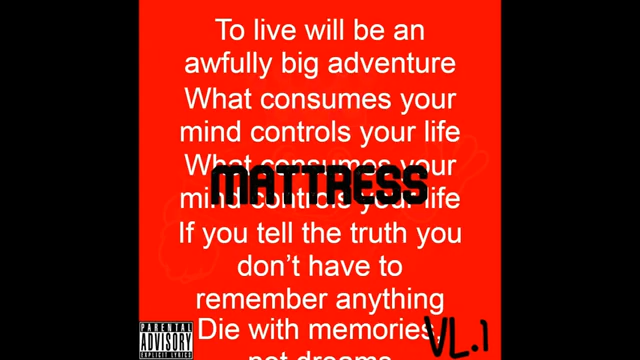 To live will be an
awfully big adventure
What consumes your
mind controls your life
What consumes your
MATTRESS
mind controls your life
If you tell the truth you
don't have to
remember anything
Die with memories,
not dreams
PARENTAL
ADVISORY
EXPLICIT LYRICS
VL.1